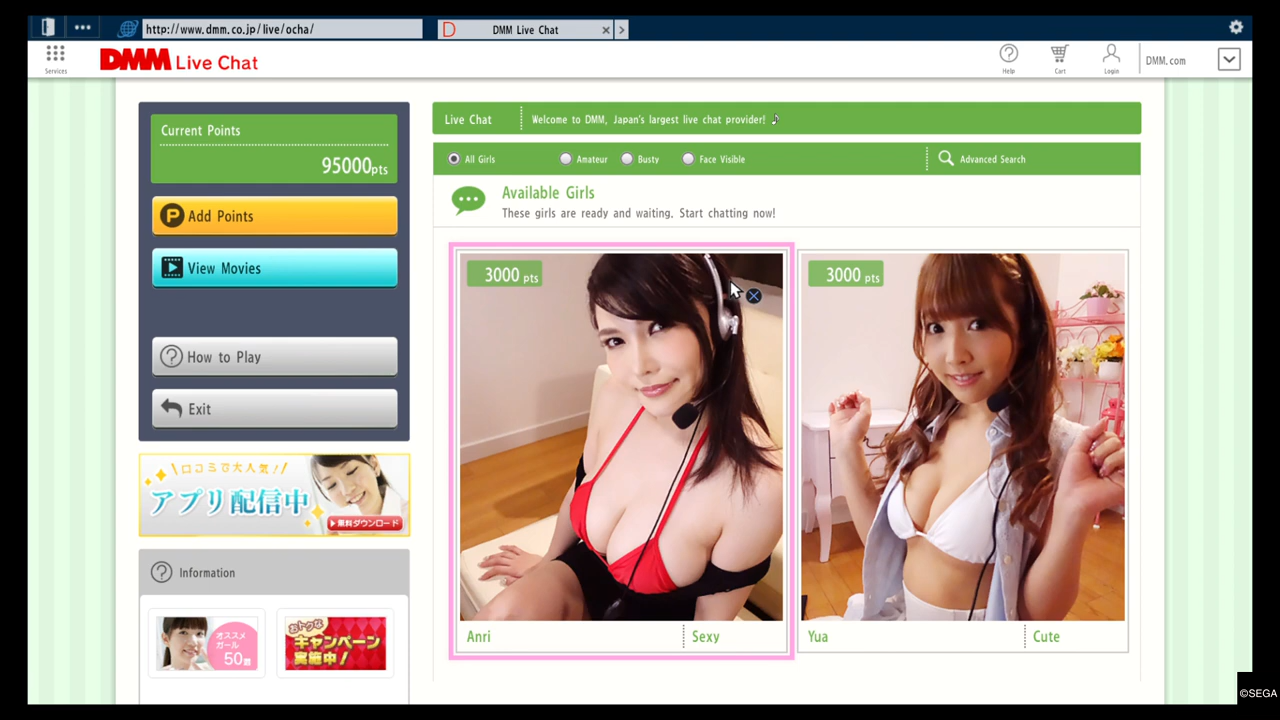 http://www.dmm.co.jp/live/ocha/
D DMM Live Chat
Services
DMM Live Chat
Help
Cart
Login
DMM.com
Current Points
95000pts
P Add Points
View Movies
How to Play
Exit
口コミで大人気!
アプリ配信中
無料ダウンロード
Information
オススメ
ガール
50
おトクな
キャンペーン
実施中!
Live Chat
Welcome to DMM, Japan's largest live chat provider! ♪
All Girls
Amateur
Busty
Face Visible
Advanced Search
Available Girls
These girls are ready and waiting. Start chatting now!
3000 pts
Anri
Sexy
3000 pts
Yua
Cute
©SEGA